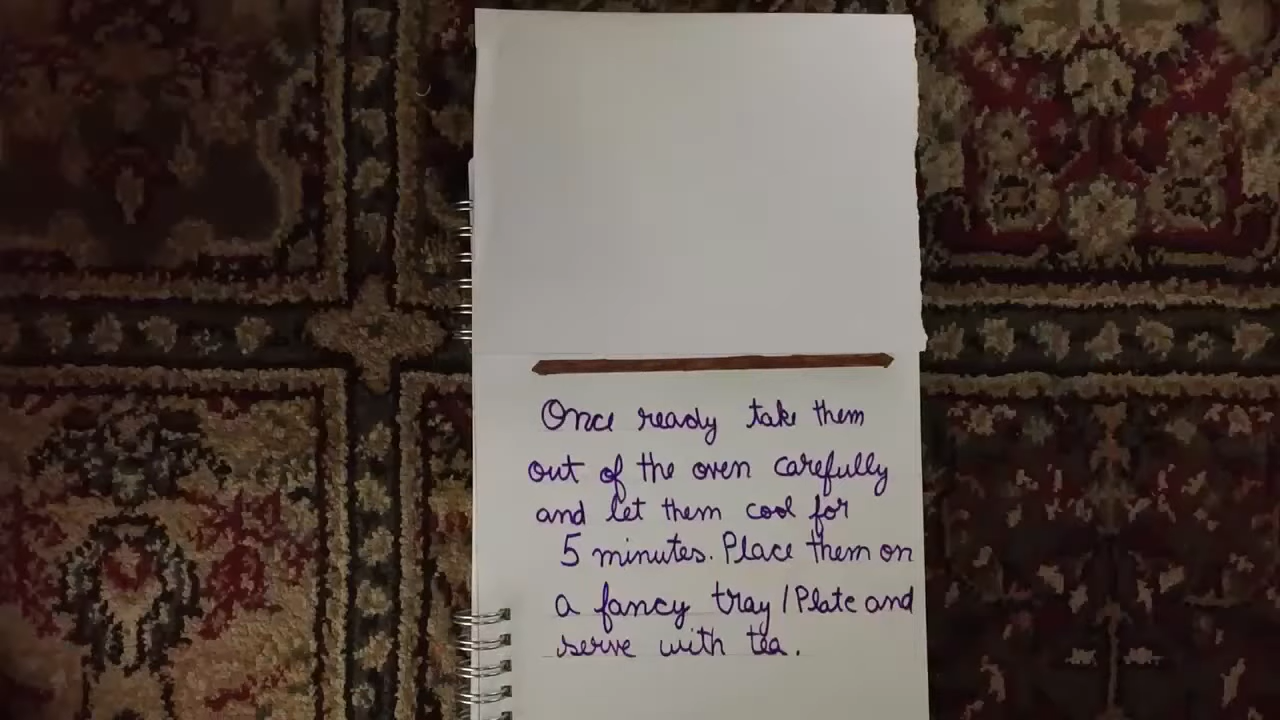 Once ready take them
out of the oven carefully
and let them cool for
5 minutes. Place them on
a fancy tray / Plate and
serve with tea.